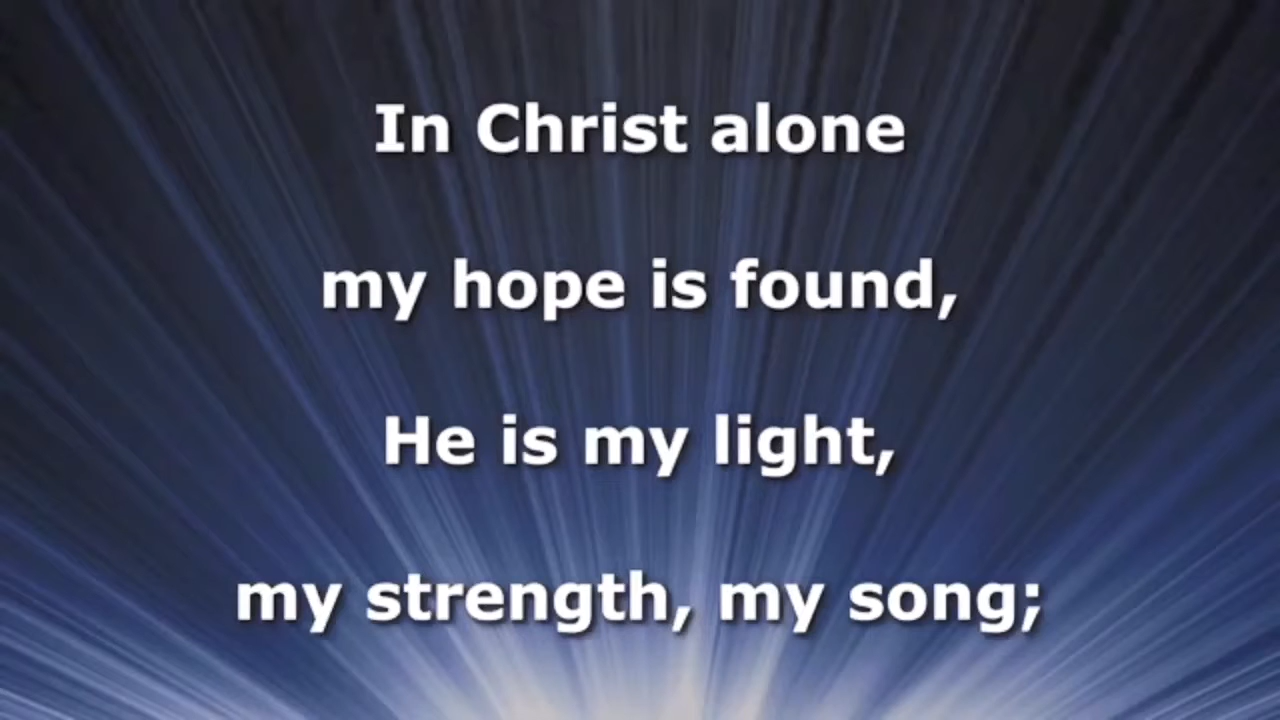 In Christ alone
my hope is found,
He is my light,
my strength, my song;